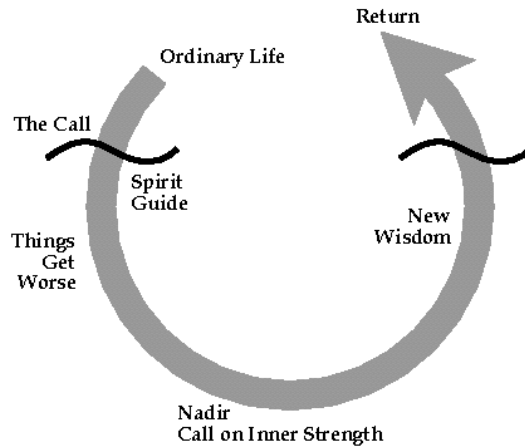 Return
Ordinary Life
The Call
Spirit
Guide
Things
Get
Worse
New
Wisdom
Nadir
Call on Inner Strength